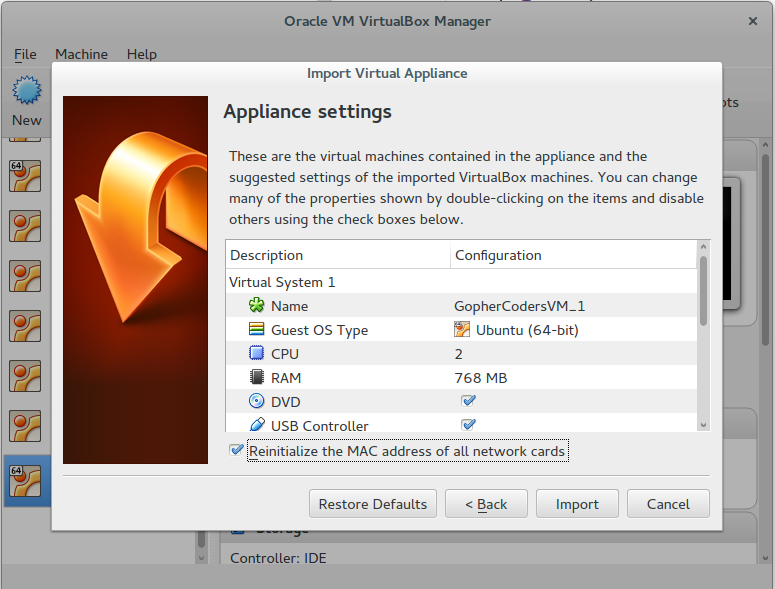 Oracle VM VirtualBox Manager
File Machine Help
Import Virtual Appliance
New
Appliance settings
These are the virtual machines contained in the appliance and the
suggested settings of the imported VirtualBox machines. You can change
many of the properties shown by double-clicking on the items and disable
others using the check boxes below.
Description Configuration
Virtual System 1
Name GopherCodersVM_1
Guest OS Type Ubuntu (64-bit)
CPU 2
RAM 768 MB
DVD
USB Controller
Reinitialize the MAC address of all network cards
64
64
Restore Defaults < Back Import Cancel
Storage
Controller: IDE